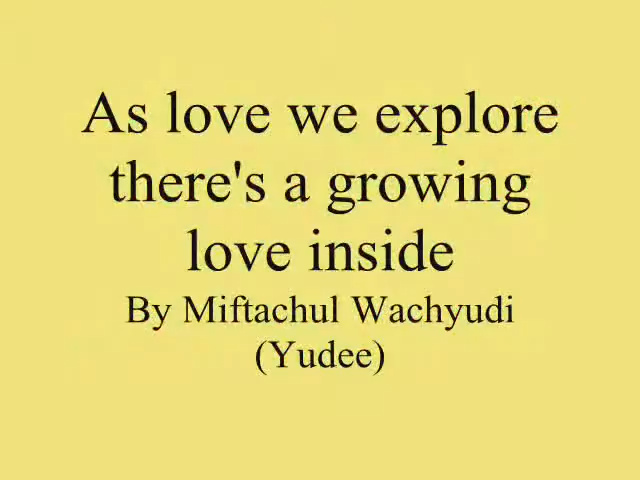 As love we explore
there's a growing
love inside
By Miftachul Wachyudi
(Yudee)